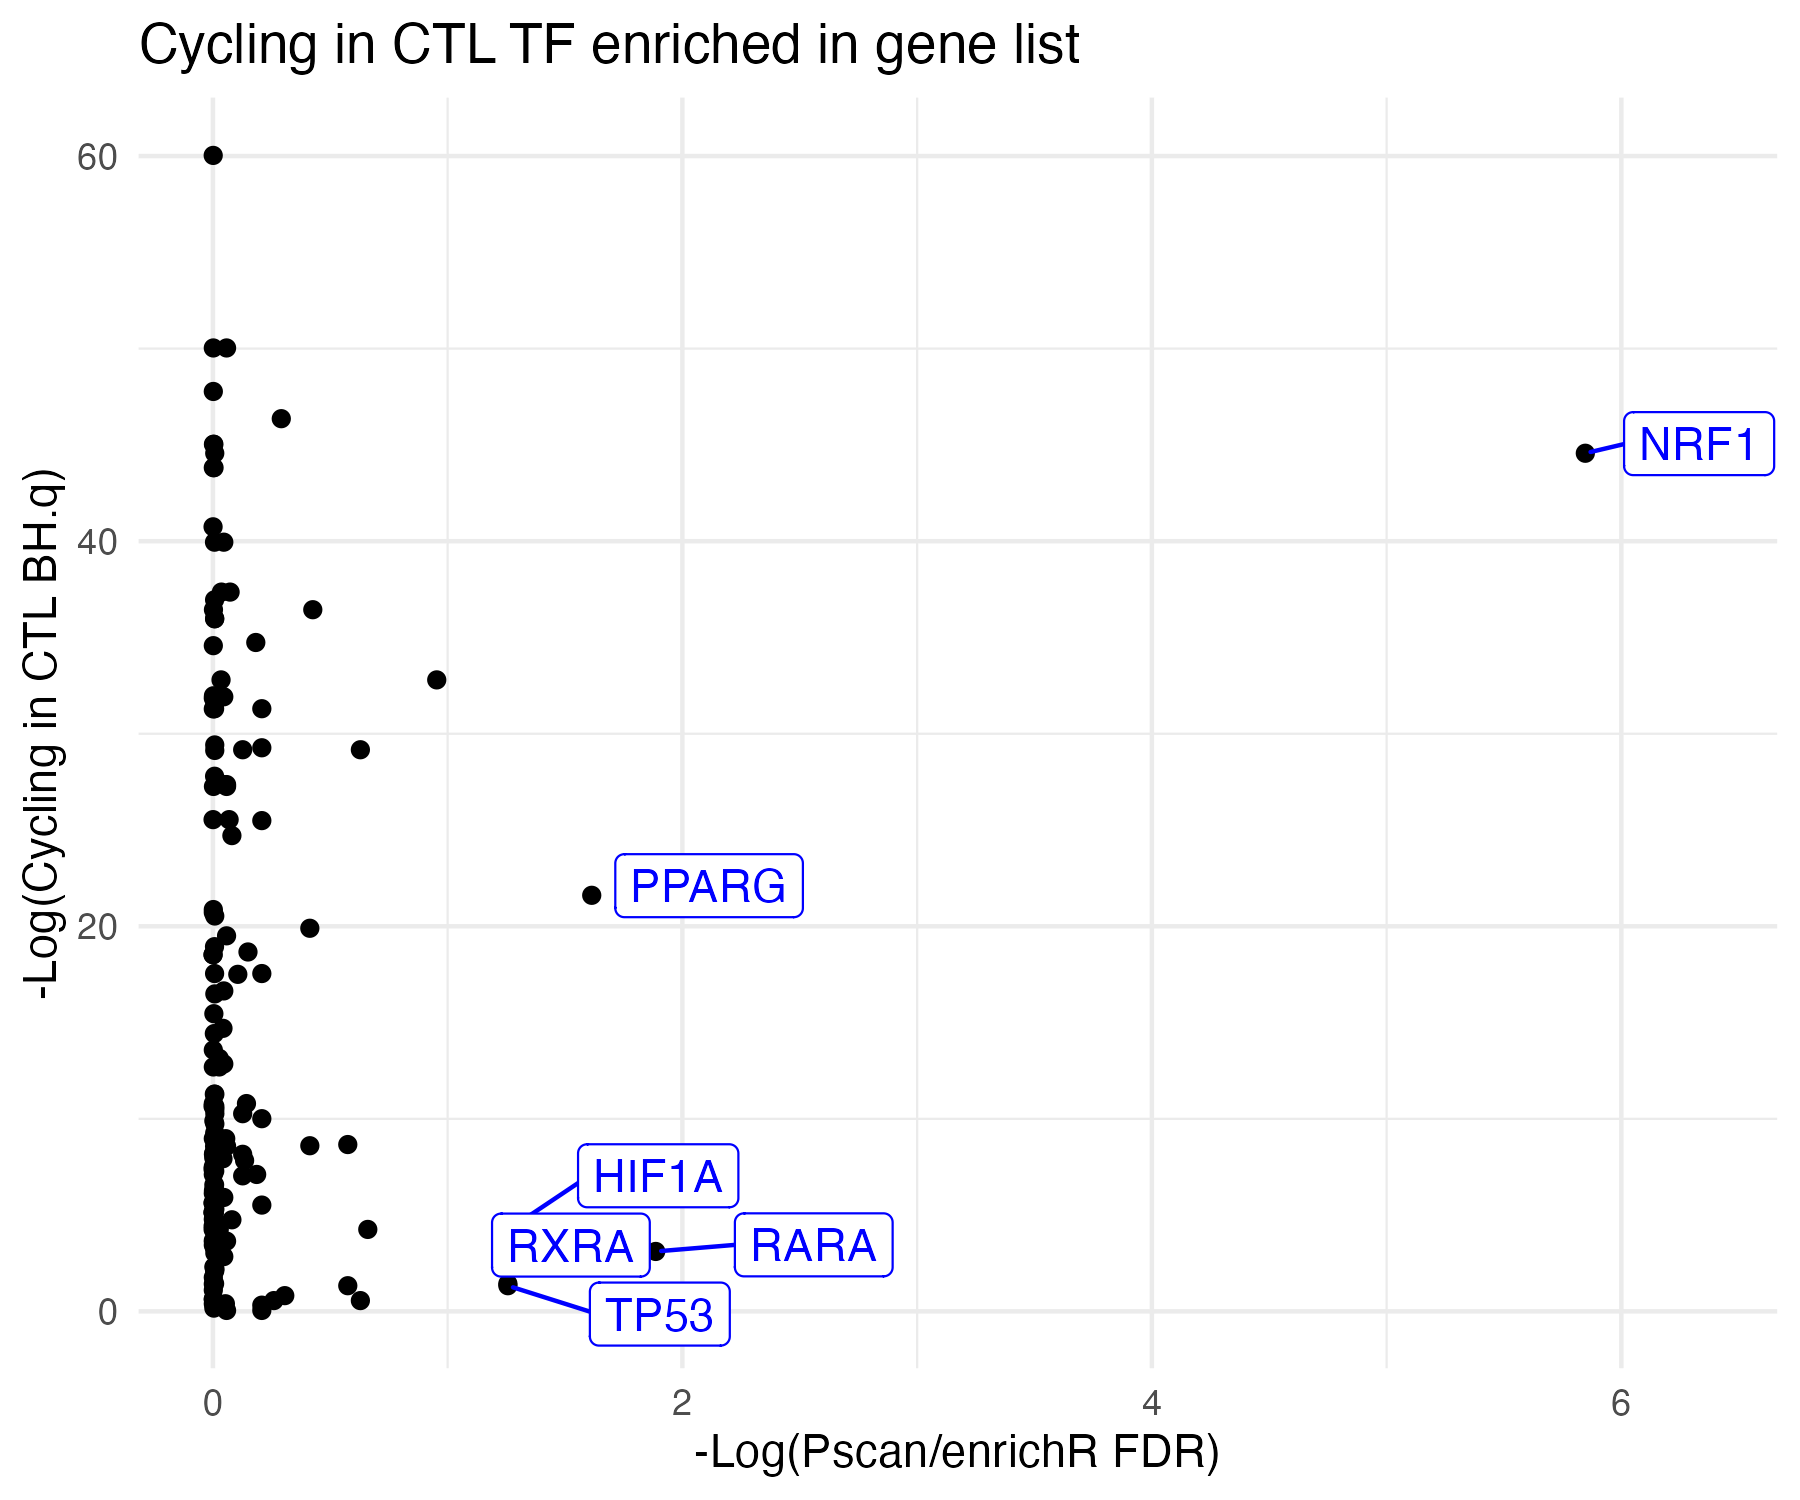 Cycling in CTL TF enriched in gene list
-Log(Cycling in CTL BH.q)
60
40
20
0
NRF1
PPARG
HIF1A
RXRA
RARA
TP53
0
2
4
6
-Log(Pscan/enrichR FDR)